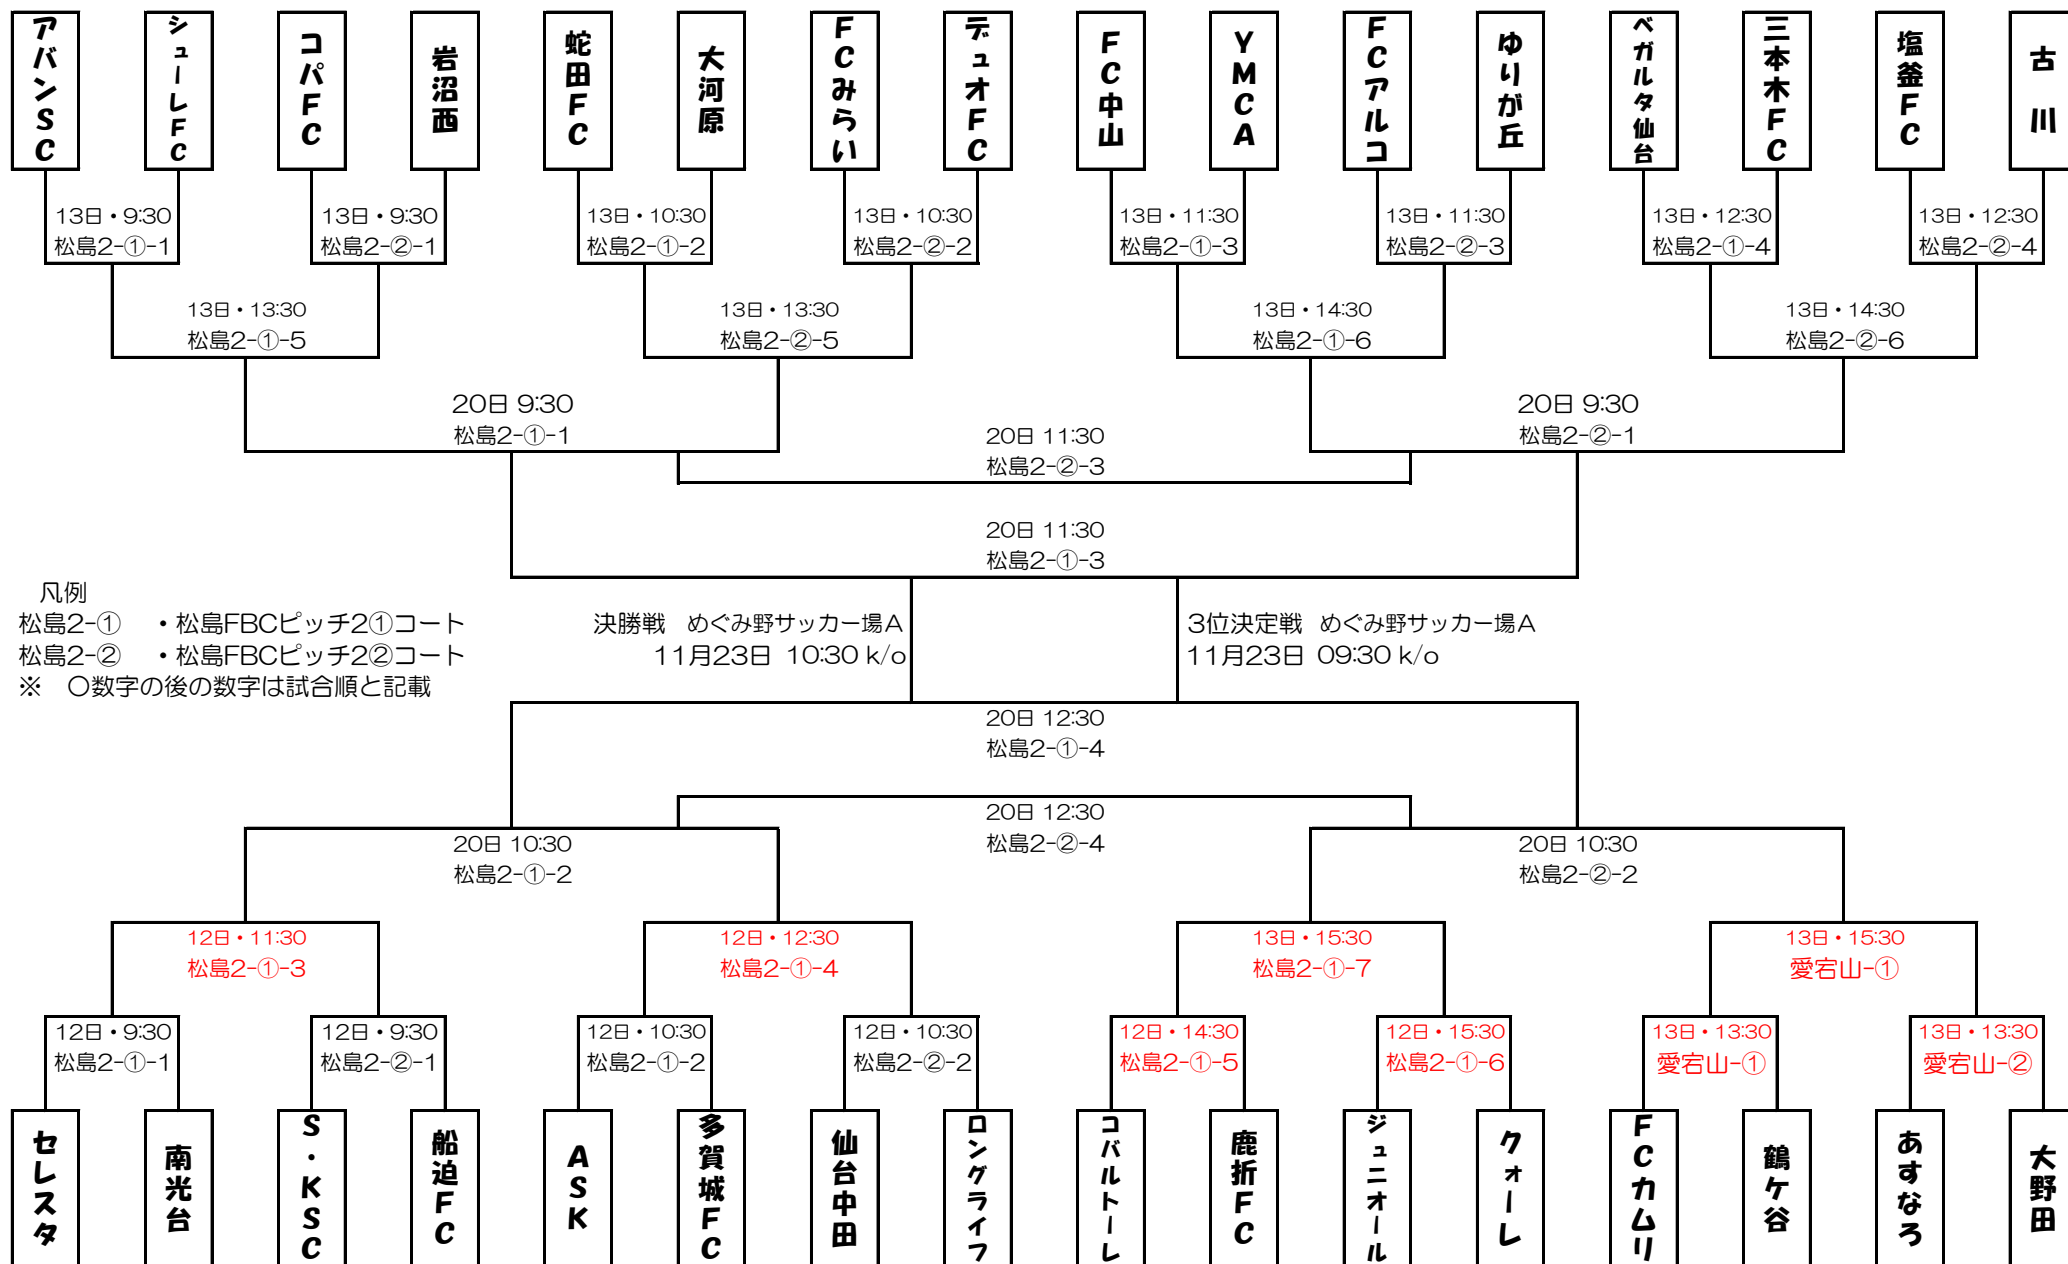 アバンSC
シューレFC
コパFC
岩沼西
蛇田FC
大河原
FCみらい
デュオFC
FC中山
YMCA
FCアルコ
ゆりが丘
ベガルタ仙台
三本木FC
塩釜FC
古川
13日・9:30
松島2-①-1
13日・9:30
松島2-②-1
13日・10:30
松島2-①-2
13日・10:30
松島2-②-2
13日・11:30
松島2-①-3
13日・11:30
松島2-②-3
13日・12:30
松島2-①-4
13日・12:30
松島2-②-4
13日・13:30
松島2-①-5
13日・13:30
松島2-②-5
13日・14:30
松島2-①-6
13日・14:30
松島2-②-6
20日 9:30
松島2-①-1
20日 9:30
松島2-②-1
20日 11:30
松島2-②-3
20日 11:30
松島2-①-3
凡例
松島2-① ・松島FBCピッチ2①コート
松島2-② ・松島FBCピッチ2②コート
※ 〇数字の後の数字は試合順と記載
決勝戦 めぐみ野サッカー場A
11月23日 10:30 k/o
3位決定戦 めぐみ野サッカー場A
11月23日 09:30 k/o
20日 12:30
松島2-①-4
20日 12:30
松島2-②-4
20日 10:30
松島2-①-2
20日 10:30
松島2-②-2
12日・11:30
松島2-①-3
12日・12:30
松島2-①-4
13日・15:30
松島2-①-7
13日・15:30
愛宕山-①
12日・9:30
松島2-①-1
12日・9:30
松島2-②-1
12日・10:30
松島2-①-2
12日・10:30
松島2-②-2
12日・14:30
松島2-①-5
12日・15:30
松島2-①-6
13日・13:30
愛宕山-①
13日・13:30
愛宕山-②
セレスタ
南光台
S・KSC
船迫FC
ASK
多賀城FC
仙台中田
ロングライフ
コバルトーレ
鹿折FC
ジュニオール
クォーレ
FCカムリ
鶴ケ谷
あすなろ
大野田